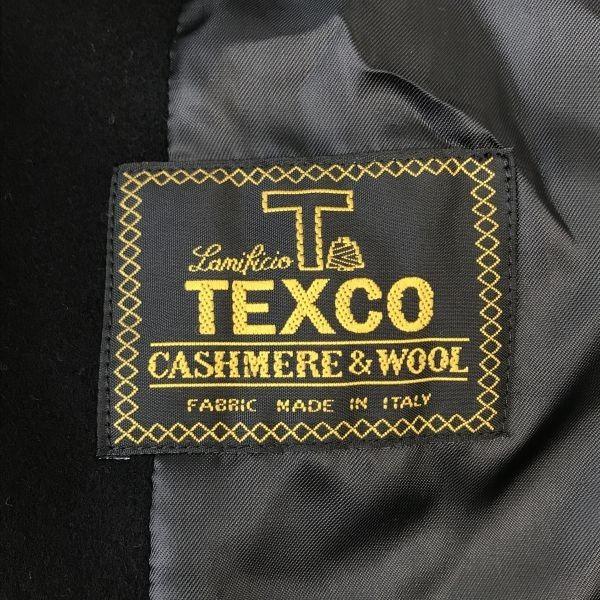 T
Lanificio
TEXCO
CASHMERE & WOOL
FABRIC MADE IN ITALY